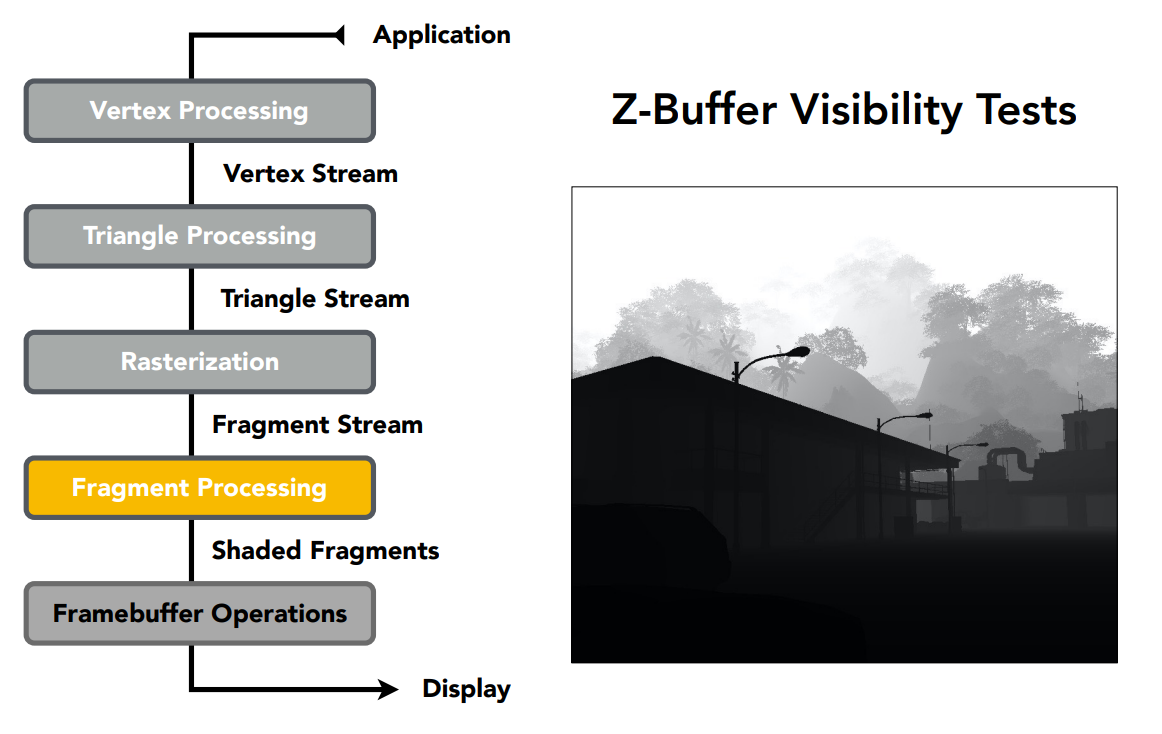 Application
Vertex Processing
Vertex Stream
Triangle Processing
Triangle Stream
Rasterization
Fragment Stream
Fragment Processing
Shaded Fragments
Framebuffer Operations
Display
Z-Buffer Visibility Tests